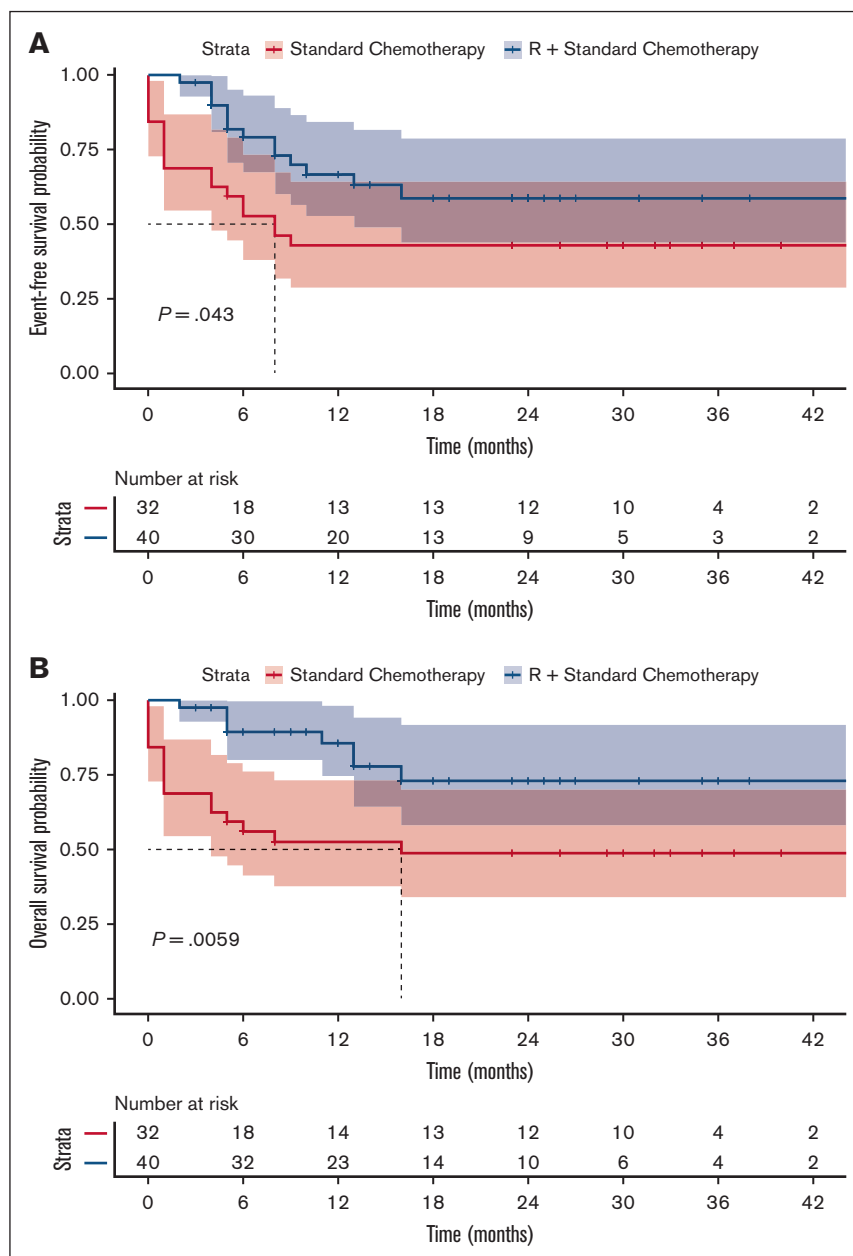 A
Strata Standard Chemotherapy R + Standard Chemotherapy
1.00
0.75
0.50
0.25
0.00
Event-free survival probability
P = .043
0 6 12 18 24 30 36 42
Time (months)
Number at risk
Strata
32 18 13 13 12 10 4 2
40 30 20 13 9 5 3 2
0 6 12 18 24 30 36 42
Time (months)
B
Strata Standard Chemotherapy R + Standard Chemotherapy
1.00
0.75
0.50
0.25
0.00
Overall survival probability
P = .0059
0 6 12 18 24 30 36 42
Time (months)
Number at risk
Strata
32 18 14 13 12 10 4 2
40 32 23 14 10 6 4 2
0 6 12 18 24 30 36 42
Time (months)